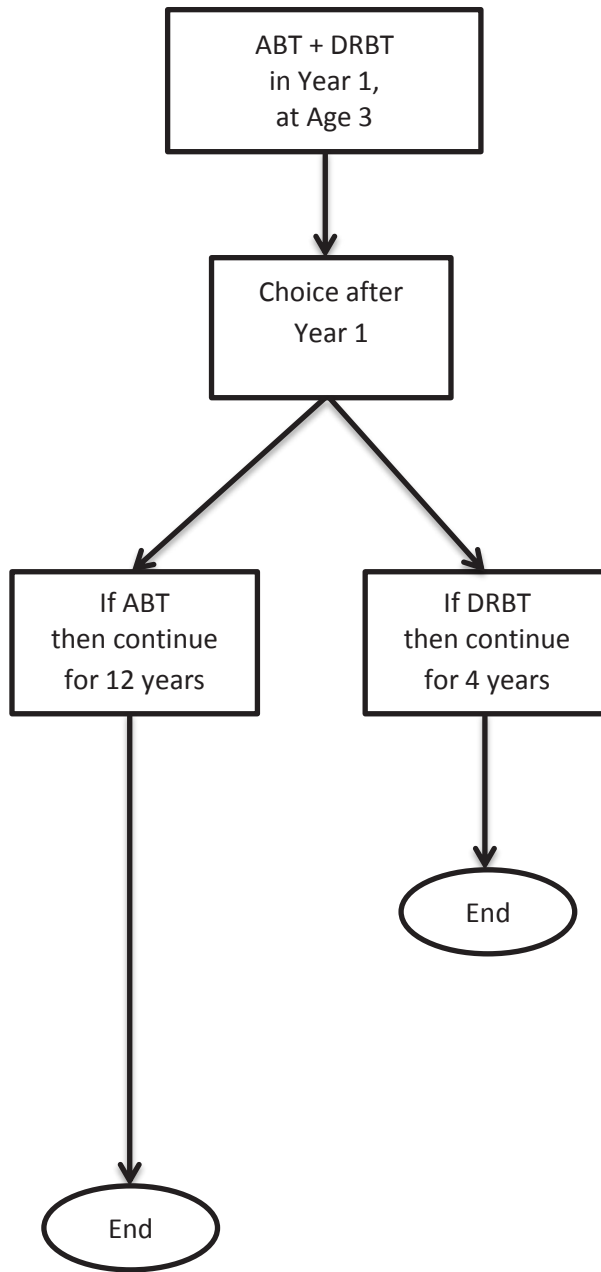 ABT + DRBT
in Year 1,
at Age 3
Choice after
Year 1
If ABT
then continue
for 12 years
If DRBT
then continue
for 4 years
End
End